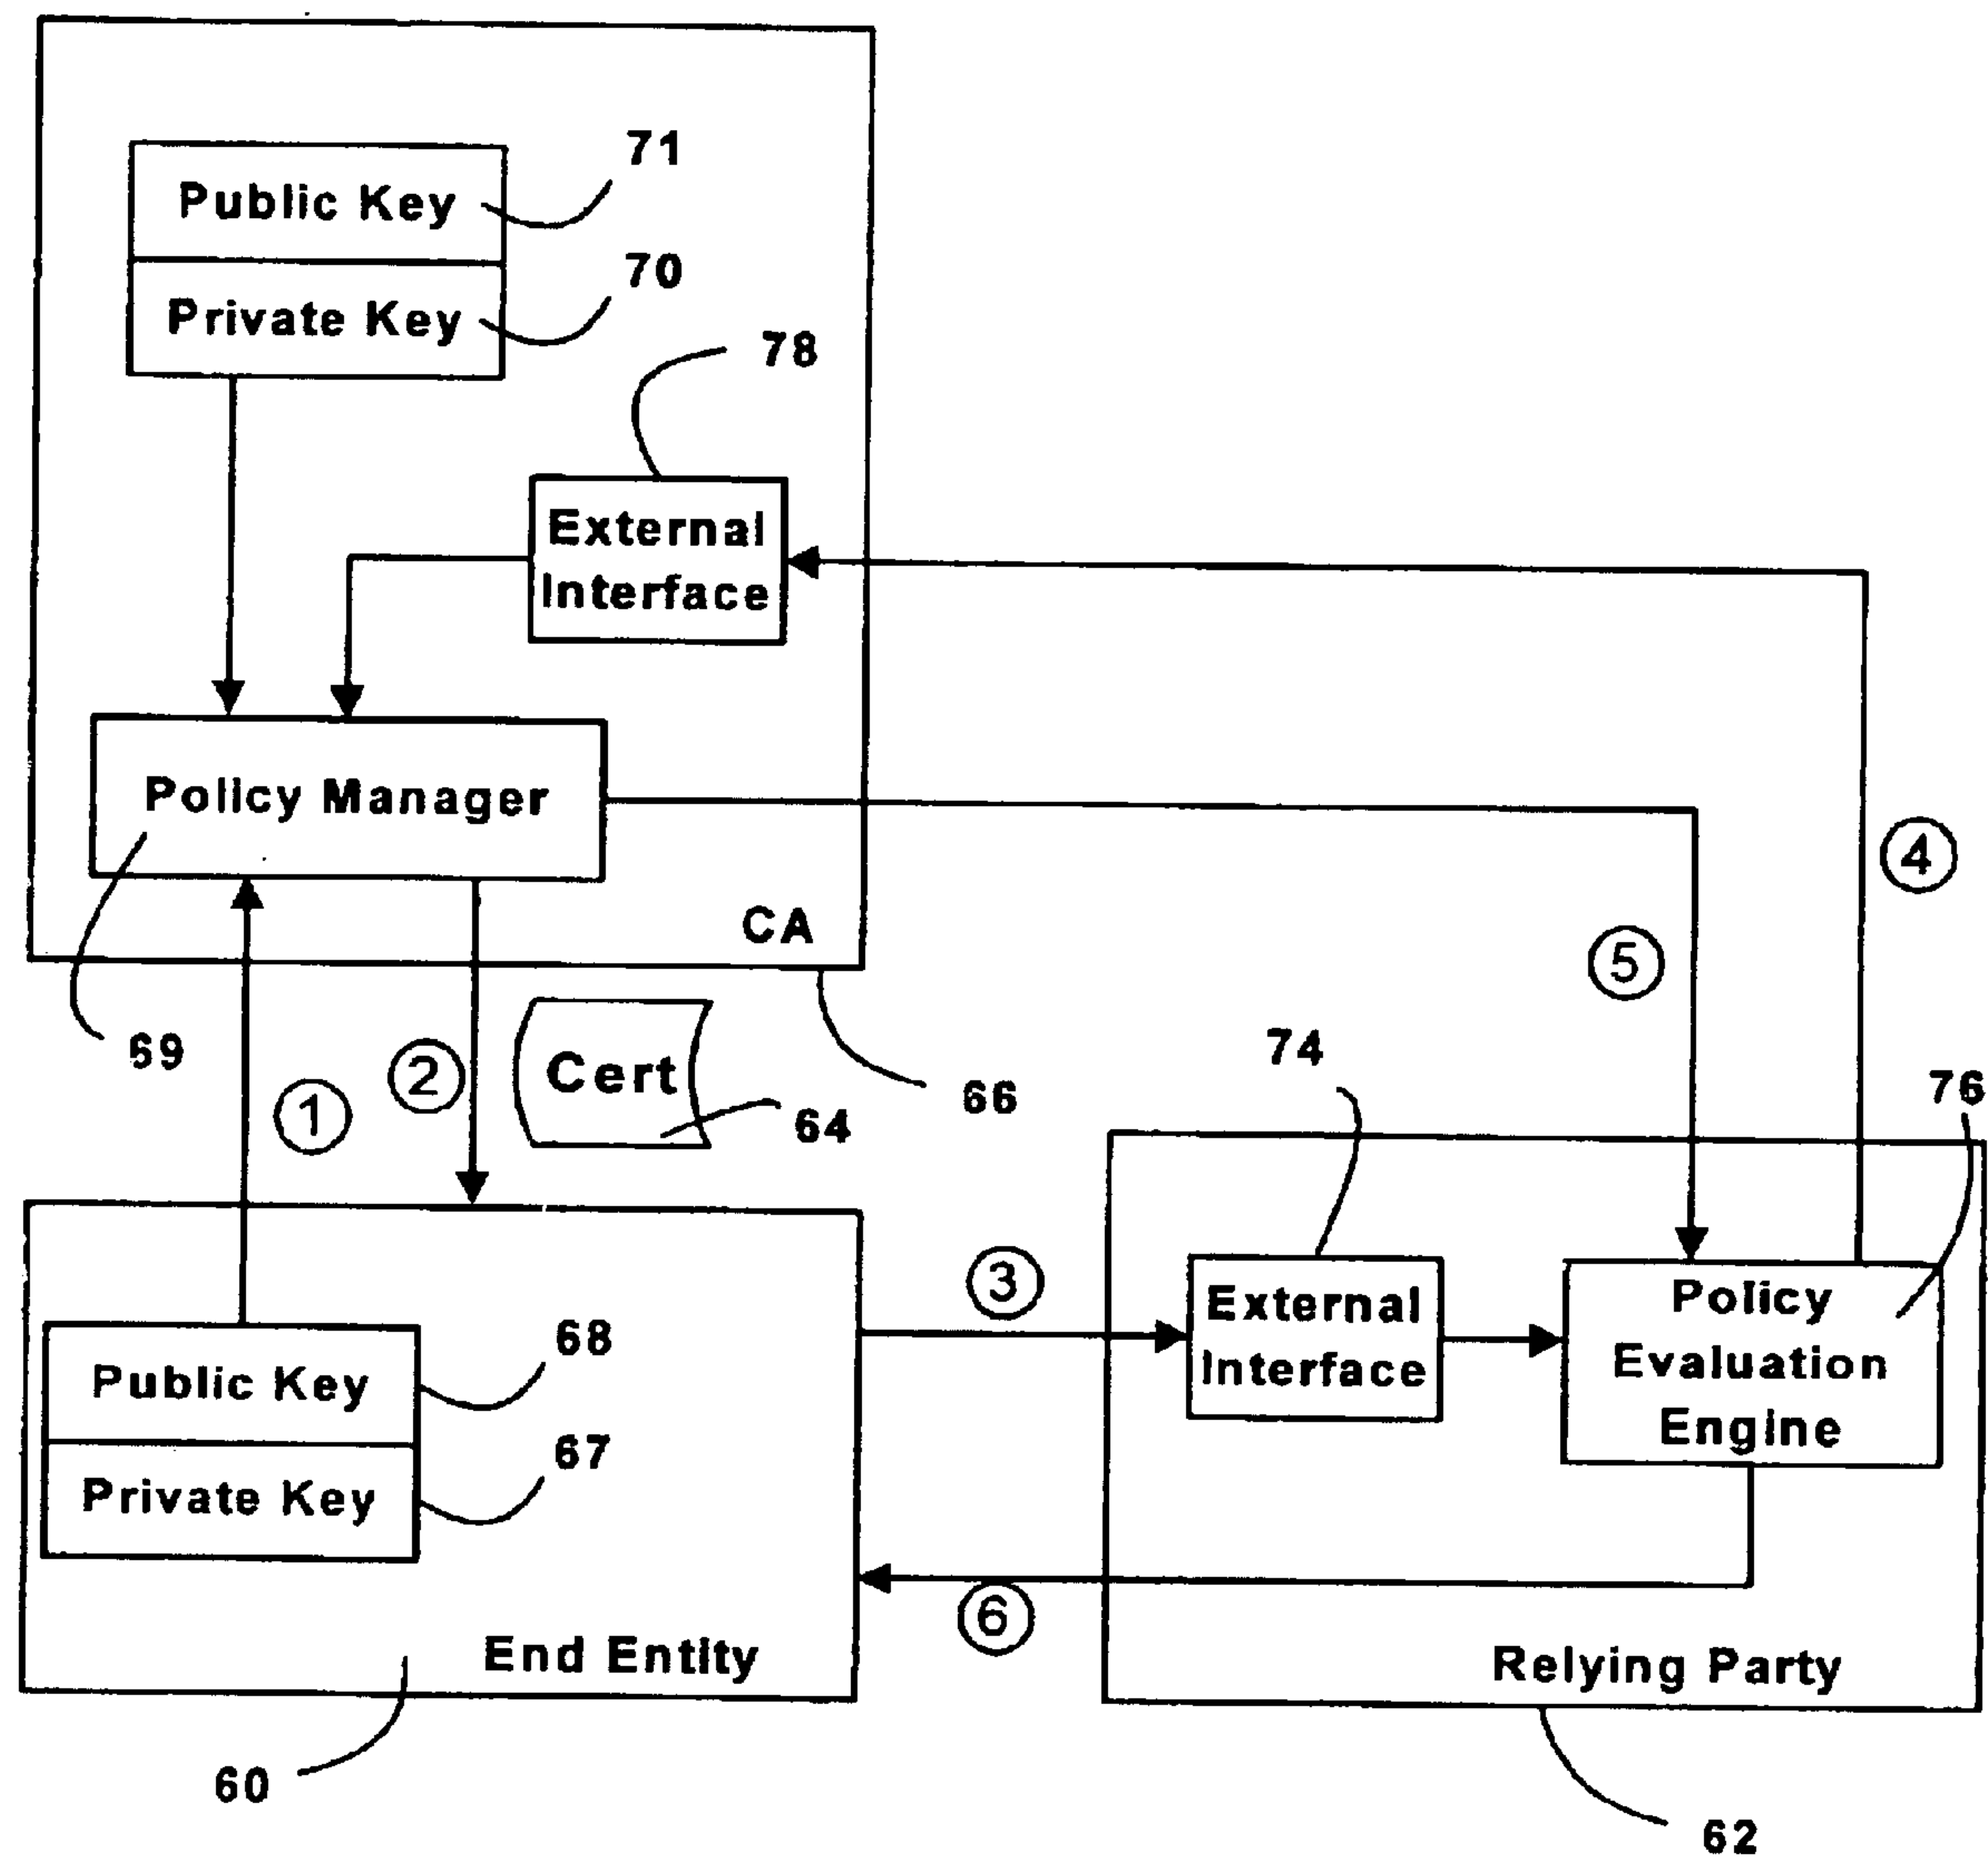 71
Public Key
70
Private Key
78
External
Interface
Policy Manager
4
CA
5
69
2
Cert
74
66
76
1
64
3
External
Interface
Policy
Evaluation
Engine
68
Public Key
67
Private Key
6
End Entity
Relying Party
60
62